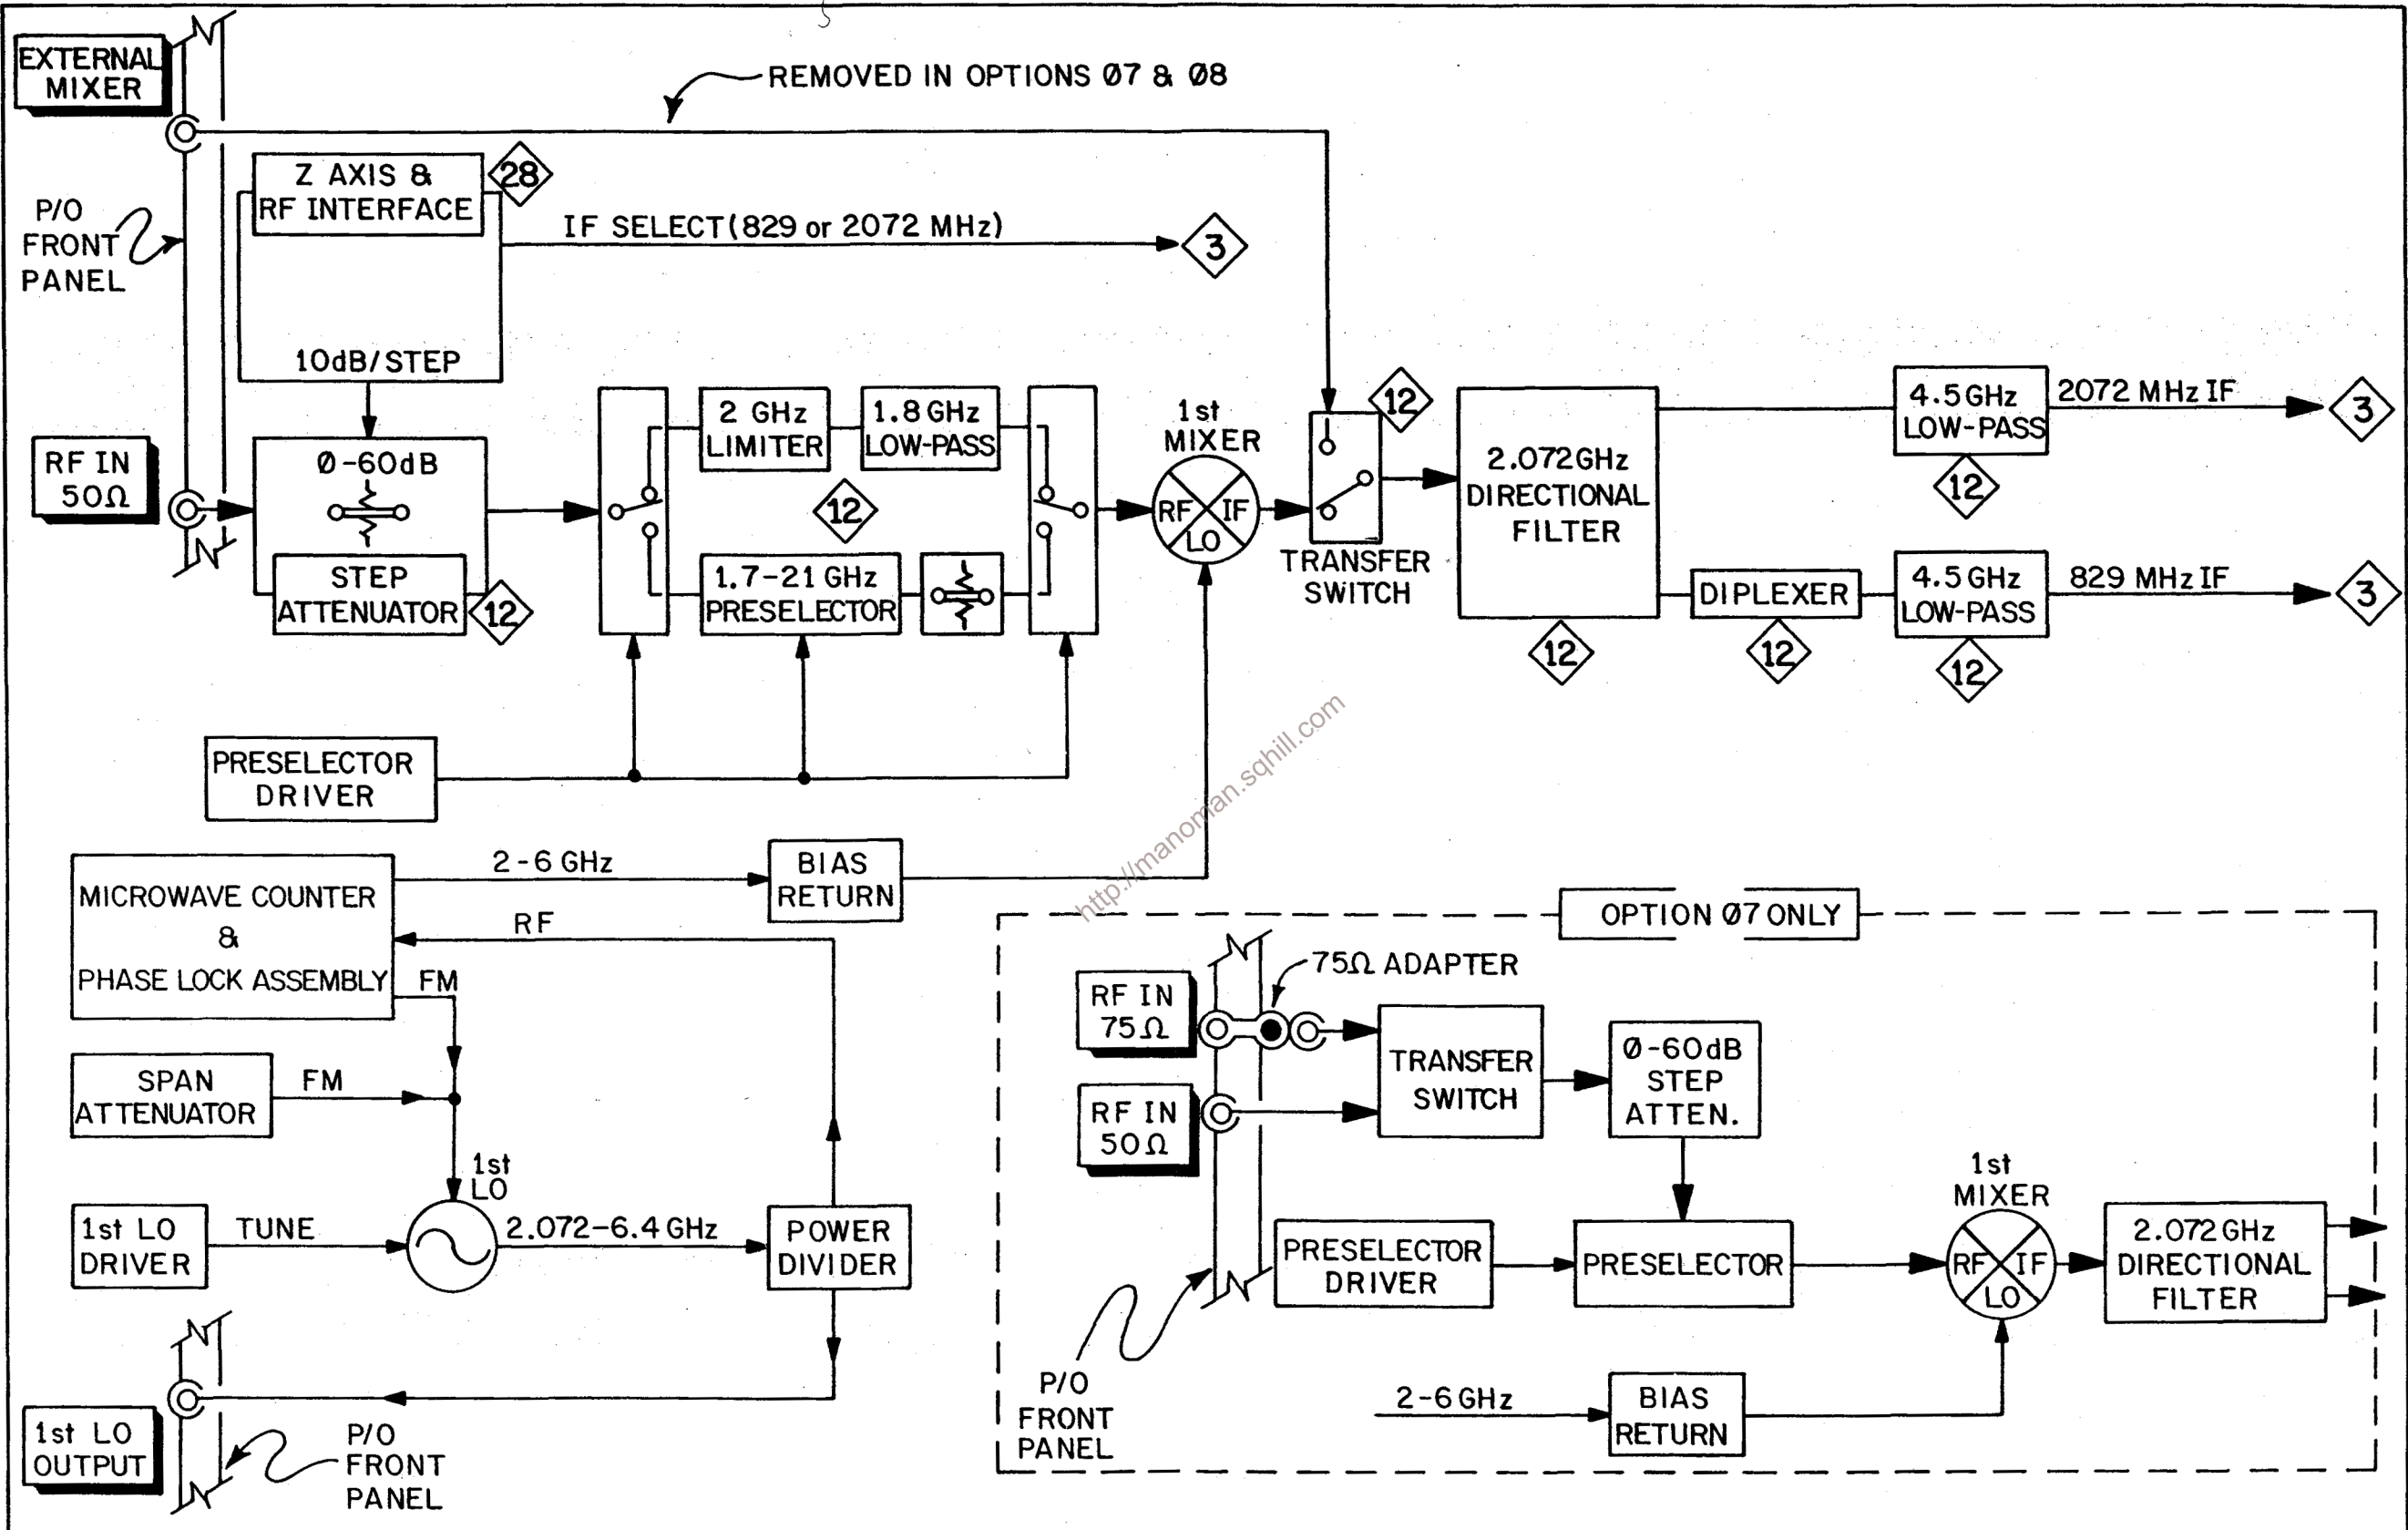 EXTERNAL
MIXER
REMOVED IN OPTIONS Ø7 & Ø8
P/O
FRONT
PANEL
Z AXIS &
RF INTERFACE
28
IF SELECT (829 or 2072 MHz)
3
10dB/STEP
RF IN
50Ω
Ø-60dB
STEP
ATTENUATOR
12
2 GHz
LIMITER
1.8 GHz
LOW-PASS
12
1.7-21 GHz
PRESELECTOR
1st
MIXER
RF
IF
LO
12
TRANSFER
SWITCH
2.072GHz
DIRECTIONAL
FILTER
12
4.5 GHz
LOW-PASS
12
2072 MHz IF
3
DIPLEXER
12
4.5 GHz
LOW-PASS
12
829 MHz IF
3
PRESELECTOR
DRIVER
MICROWAVE COUNTER
&
PHASE LOCK ASSEMBLY
2-6 GHz
BIAS
RETURN
RF
FM
SPAN
ATTENUATOR
FM
1st
LO
1st LO
DRIVER
TUNE
2.072-6.4 GHz
POWER
DIVIDER
1st LO
OUTPUT
P/O
FRONT
PANEL
http://manoman.sqhill.com
OPTION Ø7 ONLY
RF IN
75Ω
75Ω ADAPTER
RF IN
50Ω
TRANSFER
SWITCH
Ø-60dB
STEP
ATTEN.
PRESELECTOR
DRIVER
PRESELECTOR
1st
MIXER
RF
IF
LO
2.072GHz
DIRECTIONAL
FILTER
P/O
FRONT
PANEL
2-6 GHz
BIAS
RETURN